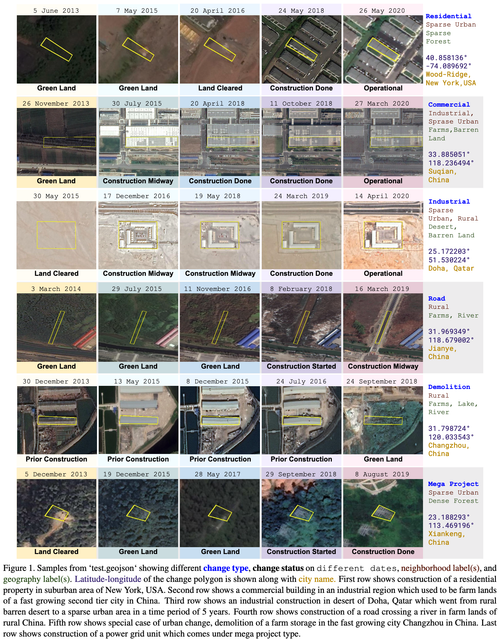 5 June 2013 7 May 2015 20 April 2016 24 May 2018 26 May 2020
Residential
Sparse Urban
Sparse
Forest
40.858136°
-74.089692°
Wood-Ridge,
New York,USA
Green Land Green Land Land Cleared Construction Done Operational
26 November 2013 30 July 2015 20 April 2018 11 October 2018 27 March 2020
Commercial
Industrial,
Sprase Urban
Farms,Barren
Land
33.885051°
118.236494°
Suqian,
China
Green Land Construction Midway Construction Done Construction Done Operational
30 May 2015 17 December 2016 19 May 2018 24 March 2019 14 April 2020
Industrial
Sparse
Urban, Rural
Desert,
Barren Land
25.172203°
51.530224°
Doha, Qatar
Land Cleared Construction Midway Construction Midway Construction Done Operational
3 March 2014 29 July 2015 11 November 2016 8 February 2018 16 March 2019
Road
Rural
Farms, River
31.969349°
118.679002°
Jianye,
China
Green Land Green Land Green Land Construction Started Construction Midway
30 December 2013 13 May 2015 8 December 2015 24 July 2016 24 September 2018
Demolition
Rural
Farms, Lake,
River
31.798724°
120.033543°
Changzhou,
China
Prior Construction Prior Construction Prior Construction Prior Construction Green Land
5 December 2013 19 December 2015 28 May 2017 29 September 2018 8 August 2019
Mega Project
Sparse Urban
Dense Forest
23.188293°
113.469196°
Xiankeng,
China
Land Cleared Green Land Green Land Construction Started Construction Done
Figure 1. Samples from 'test.geojson' showing different change type, change status on different dates, neighborhood label(s), and
geography label(s). Latitude-longitude of the change polygon is shown along with city name. First row shows construction of a residential
property in suburban area of New York, USA. Second row shows a commercial building in an industrial region which used to be farm lands
of a fast growing second tier city in China. Third row shows an industrial construction in desert of Doha, Qatar which went from rural
barren desert to a sparse urban area in a time period of 5 years. Fourth row shows construction of a road crossing a river in farm lands of
rural China. Fifth row shows special case of urban change, demolition of a farm storage in the fast growing city Changzhou in China. Last
row shows construction of a power grid unit which comes under mega project type.